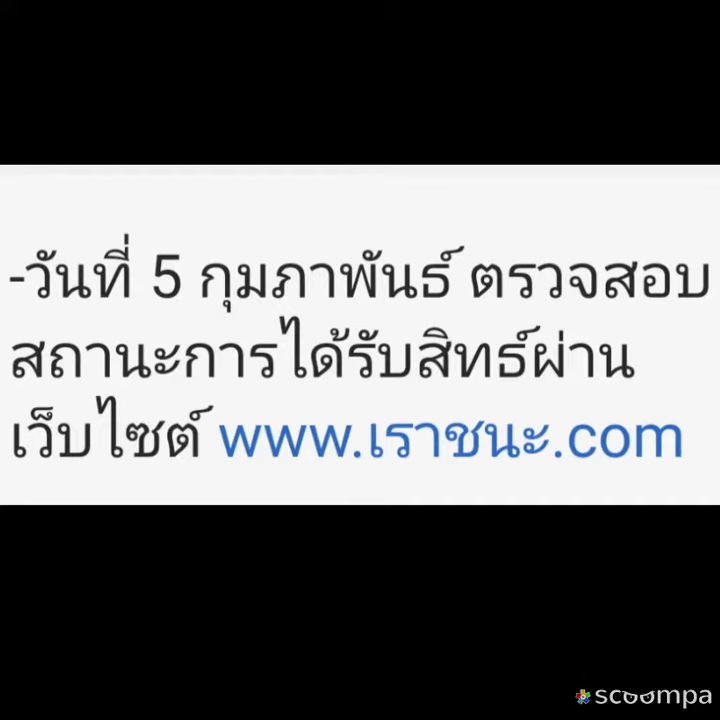 -วันที่ 5 กุมภาพันธ์ ตรวจสอบ
สถานะการได้รับสิทธ์ผ่าน
เว็บไซต์ www.เราชนะ.com
scoompa